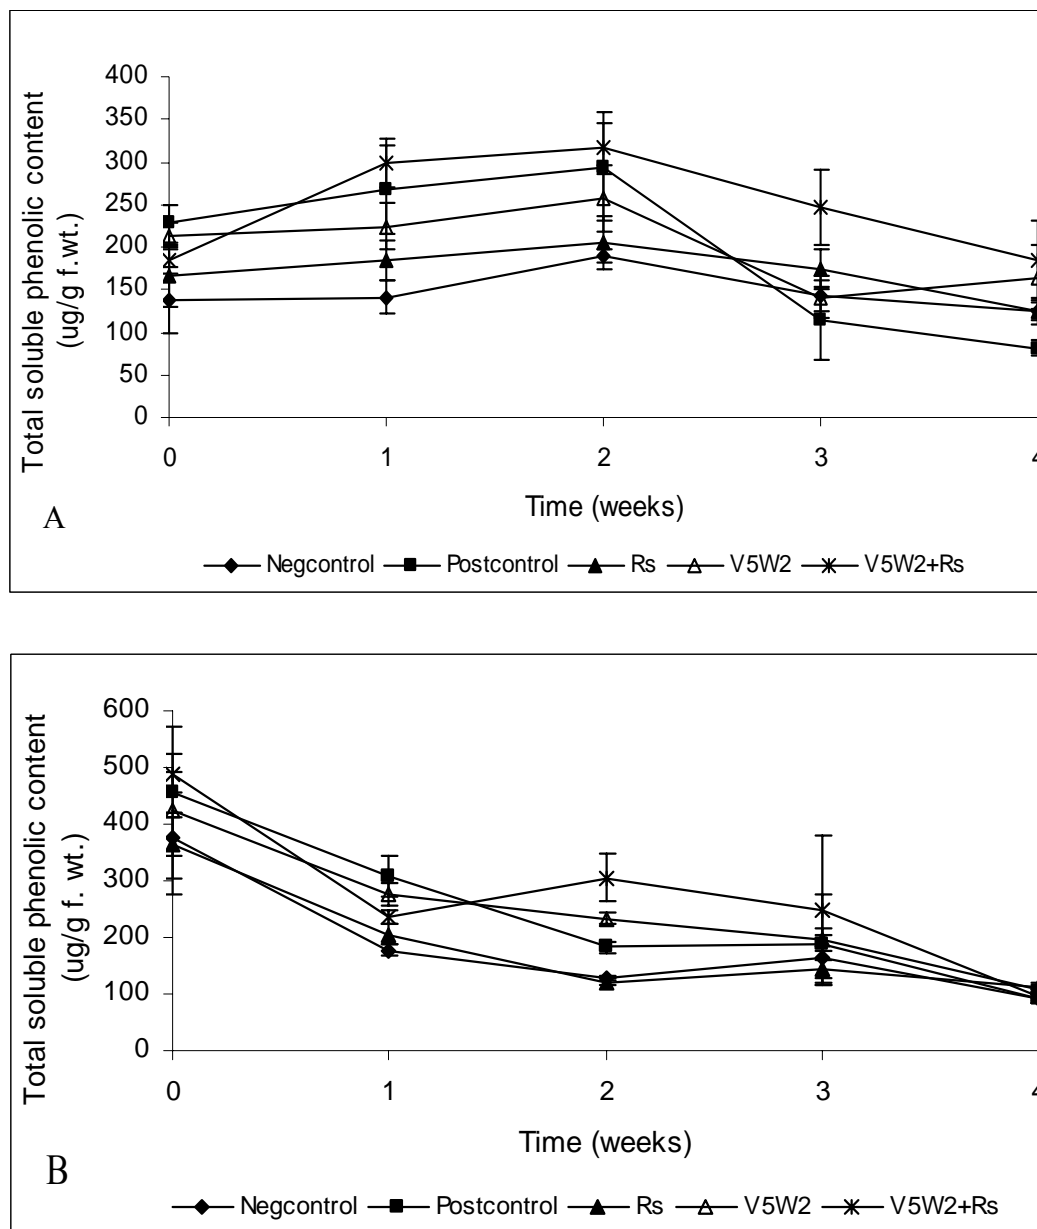 Total soluble phenolic content
(ug/g f.wt.)
400
350
300
250
200
150
100
50
0
0 1 2 3 4
Time (weeks)
A
Negcontrol Postcontrol Rs V5W2 V5W2+Rs
Total soluble phenolic content
(ug/g f. wt.)
600
500
400
300
200
100
0
0 1 2 3 4
Time (weeks)
B
Negcontrol Postcontrol Rs V5W2 V5W2+Rs